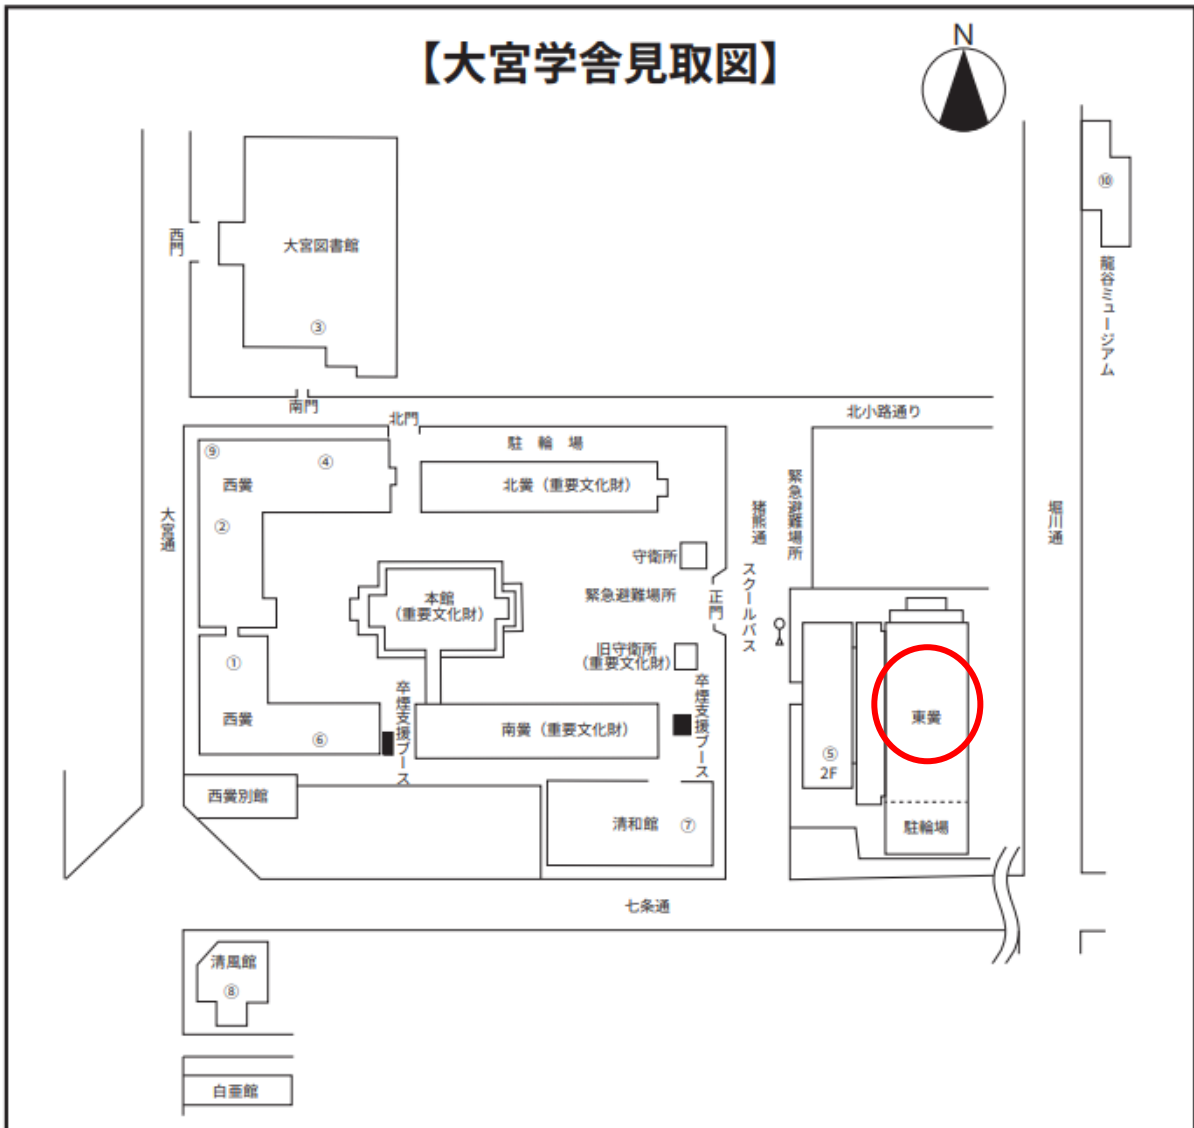 【大宮学舎見取図】
N
⑩
西門
大宮図書館
龍谷ミュージアム
③
南門
北門
北小路通り
駐輪場
⑨
④
西黌
北黌（重要文化財）
緊急避難場所
猪熊通
堀川通
大宮通
②
守衛所
スクールバス
本館
（重要文化財）
緊急避難場所
正門
旧守衛所
（重要文化財）
①
卒煙支援ブース
卒煙支援ブース
西黌
⑥
南黌（重要文化財）
東黌
⑤
2F
西黌別館
清和館
⑦
駐輪場
七条通
清風館
⑧
白亜館